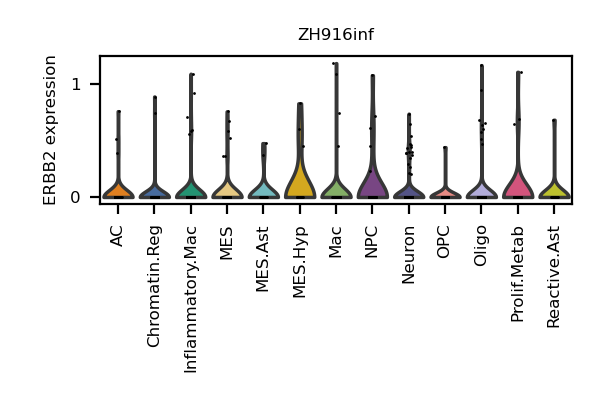 ZH916inf
ERBB2 expression
1
0
AC
Chromatin.Reg
Inflammatory.Mac
MES
MES.Ast
MES.Hyp
Mac
NPC
Neuron
OPC
Oligo
Prolif.Metab
Reactive.Ast